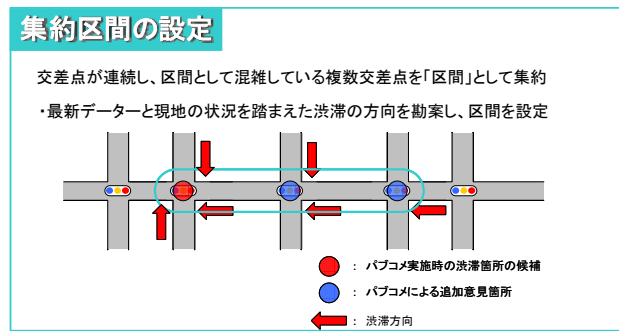 集約区間の設定
交差点が連続し、区間として混雑している複数交差点を「区間」として集約
・最新データーと現地の状況を踏まえた渋滞の方向を勘案し、区間を設定
： パブコメ実施時の渋滞箇所の候補
： パブコメによる追加意見箇所
： 渋滞方向